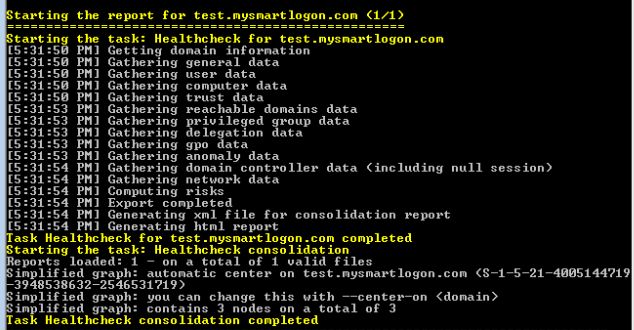 Starting the report for test.mysmartlogon.com (1/1)
==================================================
Starting the task: Healthcheck for test.mysmartlogon.com
[5:31:50 PM] Getting domain information
[5:31:50 PM] Gathering general data
[5:31:50 PM] Gathering user data
[5:31:50 PM] Gathering computer data
[5:31:50 PM] Gathering trust data
[5:31:53 PM] Gathering reachable domains data
[5:31:53 PM] Gathering privileged group data
[5:31:53 PM] Gathering delegation data
[5:31:53 PM] Gathering gpo data
[5:31:53 PM] Gathering anomaly data
[5:31:54 PM] Gathering domain controller data (including null session)
[5:31:54 PM] Gathering network data
[5:31:54 PM] Computing risks
[5:31:54 PM] Export completed
[5:31:54 PM] Generating xml file for consolidation report
[5:31:54 PM] Generating html report
Task Healthcheck for test.mysmartlogon.com completed
Starting the task: Healthcheck consolidation
Reports loaded: 1 - on a total of 1 valid files
Simplified graph: automatic center on test.mysmartlogon.com (S-1-5-21-4005144719
-3948538632-2546531719)
Simplified graph: you can change this with --center-on <domain>
Simplified graph: contains 3 nodes on a total of 3
Task Healthcheck consolidation completed